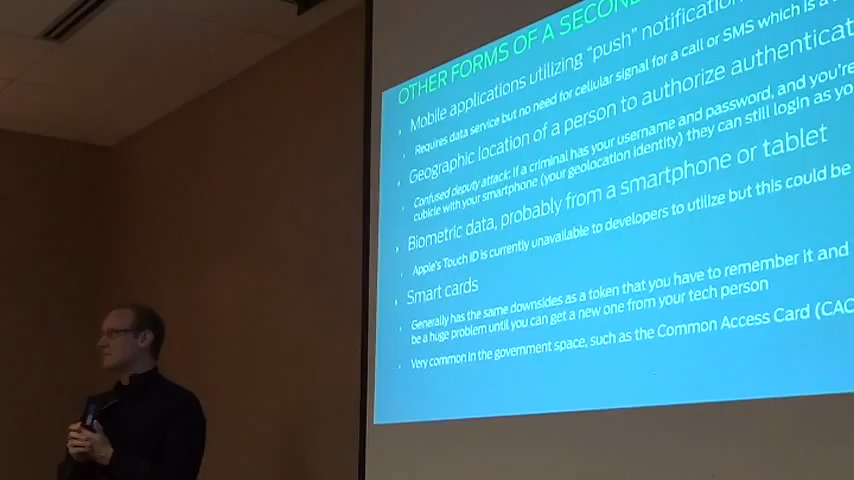 OTHER FORMS OF A SECOND
Mobile applications utilizing "push" notification
Requires data service but no need for cellular signal for a call or SMS which is a
Geographic location of a person to authorize authenticat
Confused deputy attack: If a criminal has your username and password, and you're
cubicle with your smartphone (your geolocation identity) they can still login as yo
Biometric data, probably from a smartphone or tablet
Apple's Touch ID is currently unavailable to developers to utilize but this could be
Smart cards
Generally has the same downsides as a token that you have to remember it and
be a huge problem until you can get a new one from your tech person
Very common in the government space, such as the Common Access Card (CAC